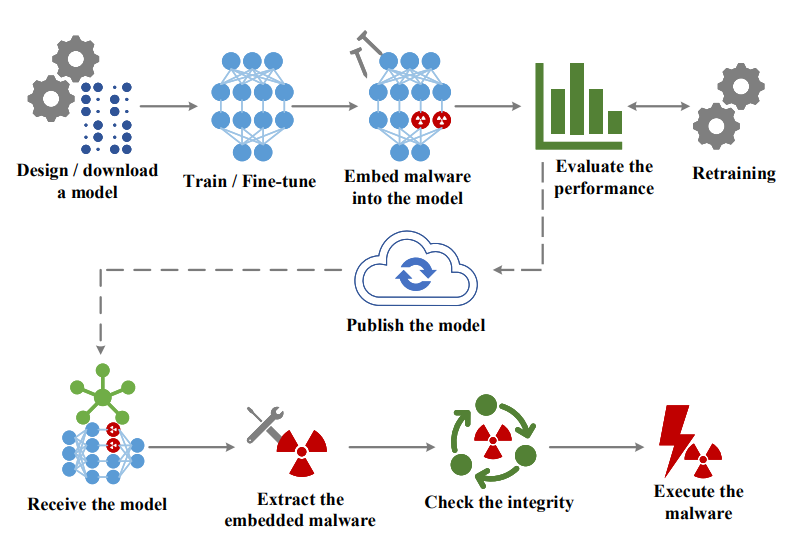 Design / download
a model
Train / Fine-tune
Embed malware
into the model
Evaluate the
performance
Retraining
Publish the model
Receive the model
Extract the
embedded malware
Check the integrity
Execute the
malware